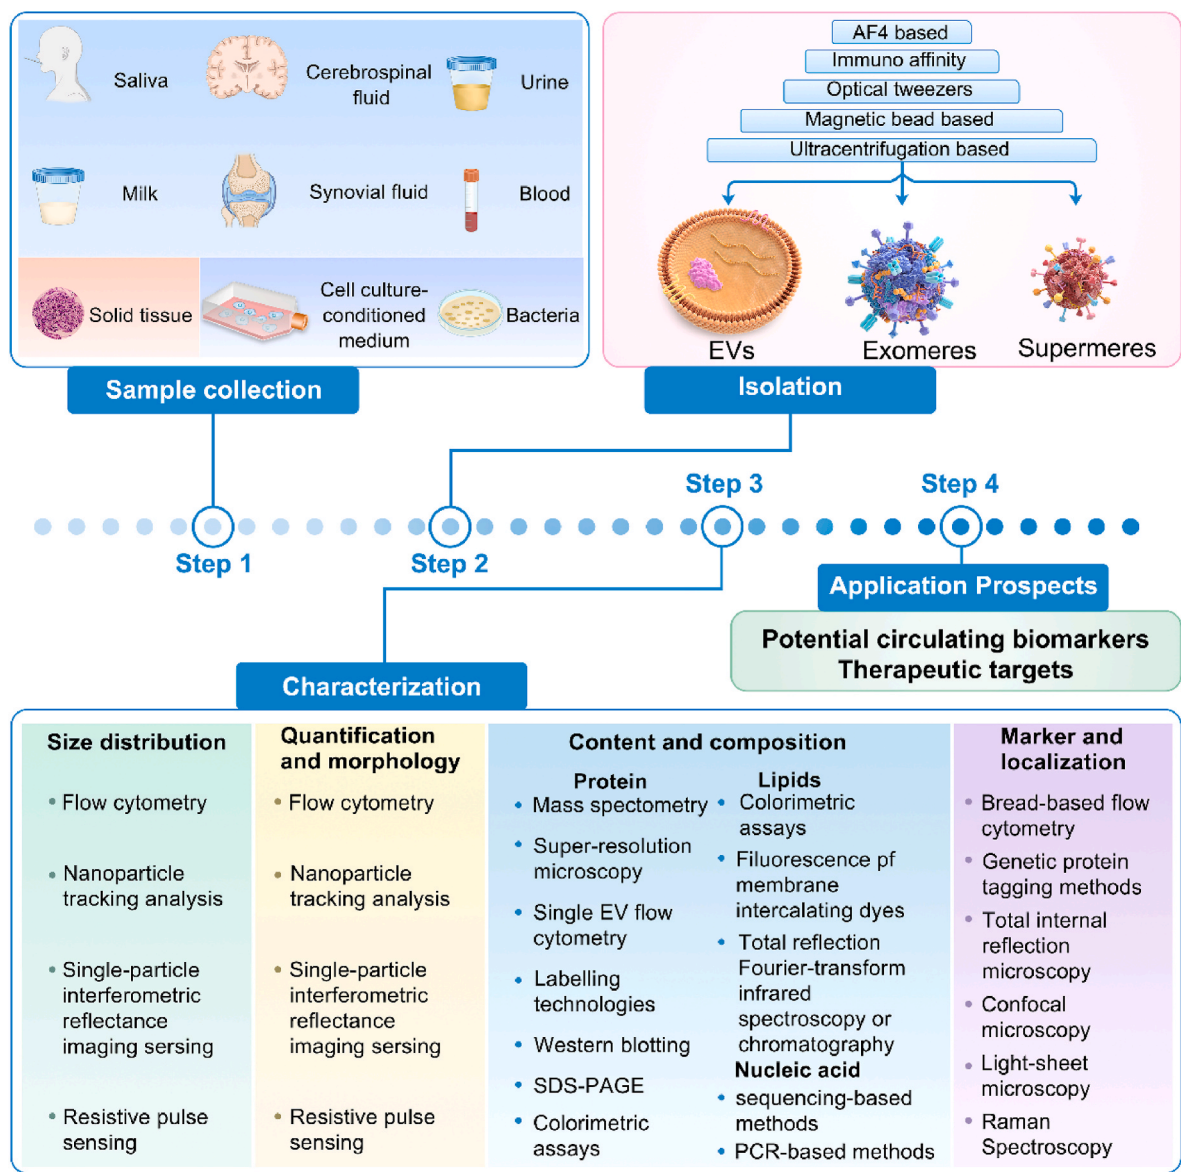 Saliva
Cerebrospinal
fluid
Urine
Milk
Synovial fluid
Blood
Solid tissue
Cell culture-
conditioned
medium
Bacteria
Sample collection
AF4 based
Immuno affinity
Optical tweezers
Magnetic bead based
Ultracentrifugation based
EVs
Exomeres
Supermeres
Isolation
Step 1
Step 2
Step 3
Step 4
Application Prospects
Potential circulating biomarkers
Therapeutic targets
Characterization
Size distribution
• Flow cytometry
• Nanoparticle
tracking analysis
• Single-particle
interferometric
reflectance
imaging sersing
• Resistive pulse
sensing
Quantification
and morphology
• Flow cytometry
• Nanoparticle
tracking analysis
• Single-particle
interferometric
reflectance
imaging sersing
• Resistive pulse
sensing
Content and composition
Protein
• Mass spectometry
• Super-resolution
microscopy
• Single EV flow
cytometry
• Labelling
technologies
• Western blotting
• SDS-PAGE
• Colorimetric
assays
Lipids
• Colorimetric
assays
• Filuorescence pf
membrane
intercalating dyes
• Total reflection
Fourier-transform
infrared
spectroscopy or
chromatography
Nucleic acid
• sequencing-based
methods
• PCR-based methods
Marker and
localization
• Bread-based flow
cytometry
• Genetic protein
tagging methods
• Total internal
reflection
microscopy
• Confocal
microscopy
• Light-sheet
microscopy
• Raman
Spectroscopy